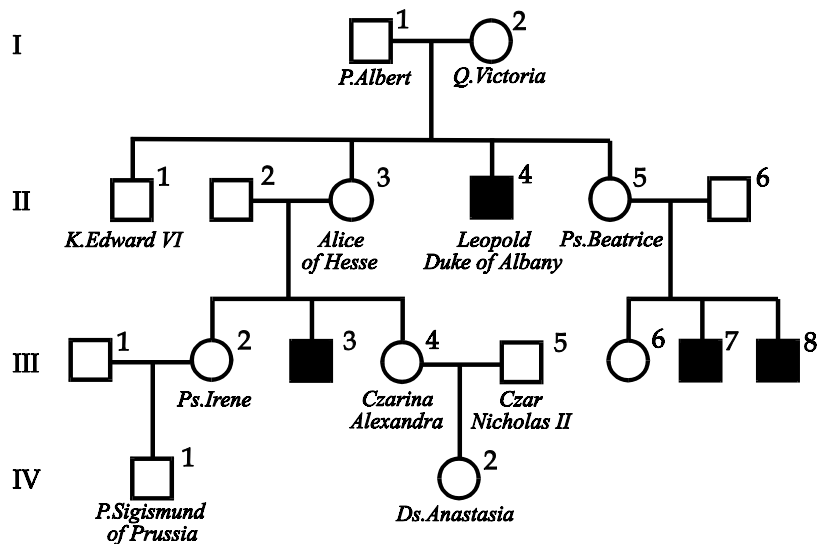 I 1 2
P.Albert Q.Victoria
II 1 2 3 4 5 6
K.Edward VI Alice Leopold Ps.Beatrice
of Hesse Duke of Albany
III 1 2 3 4 5 6 7 8
Ps.Irene Czarina Czar
Alexandra Nicholas II
IV 1 2
P.Sigismund Ds.Anastasia
of Prussia